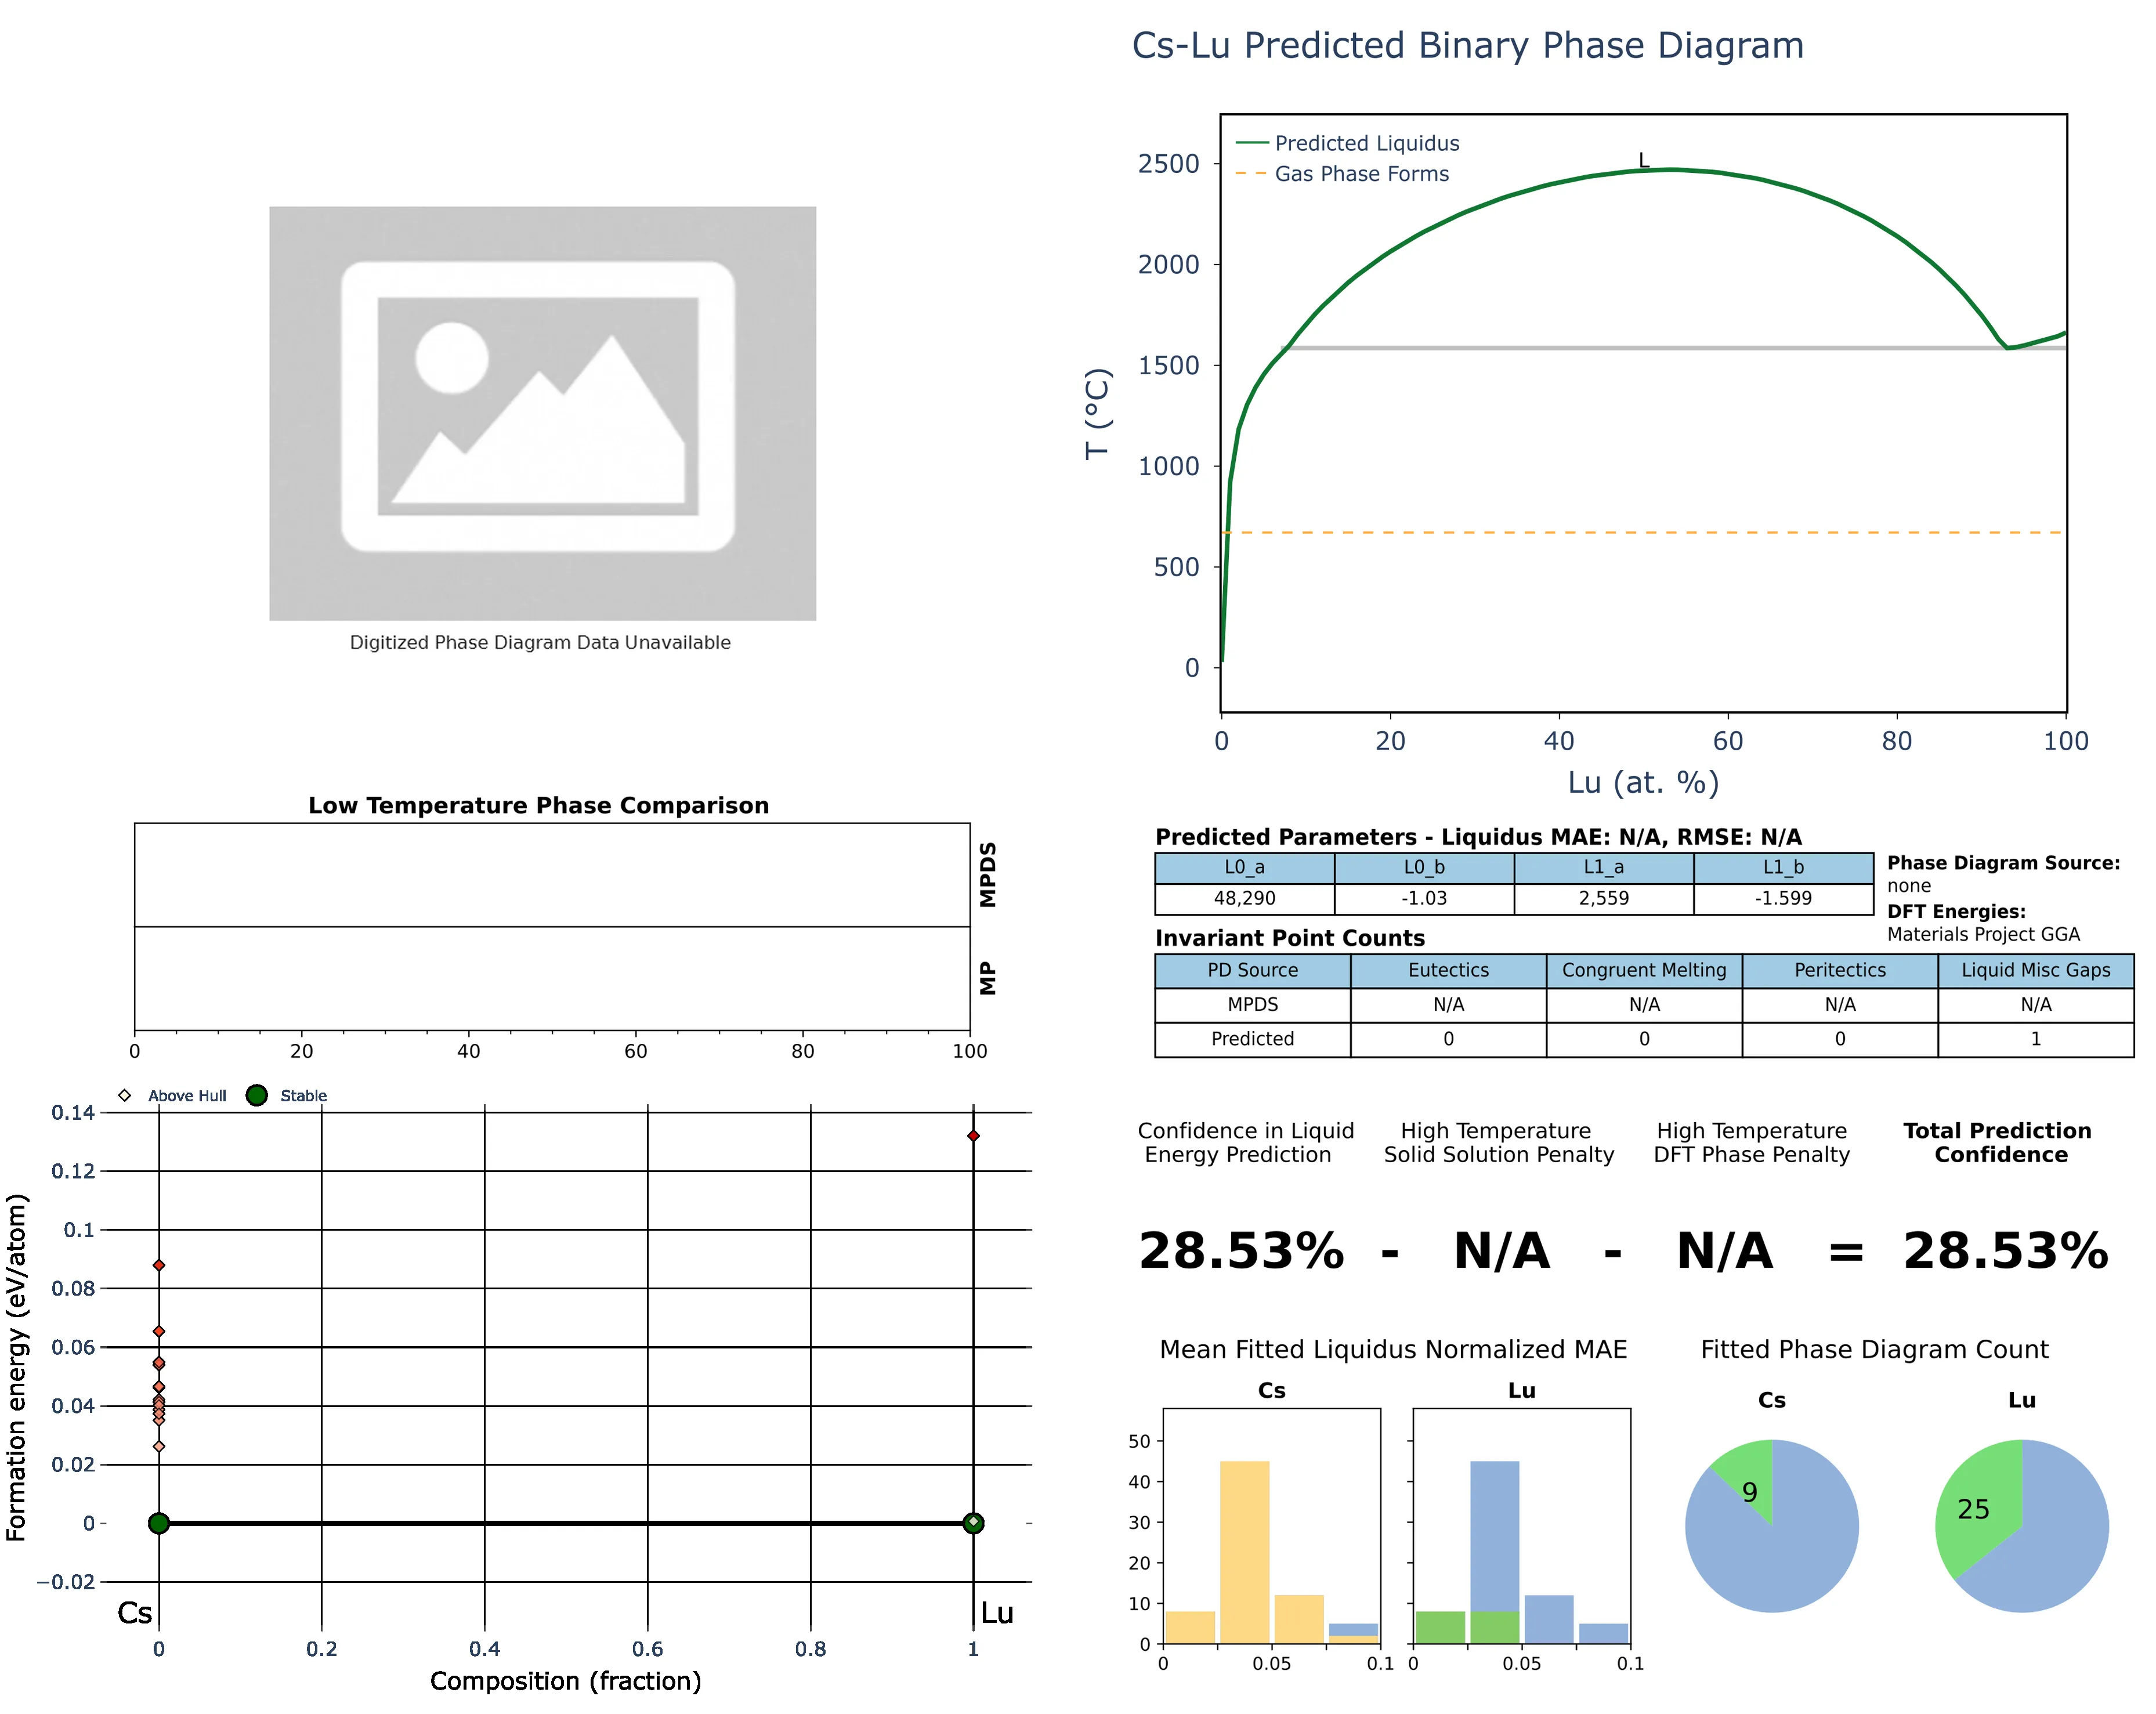 Cs-Lu Predicted Binary Phase Diagram
Predicted Liquidus
Gas Phase Forms
L
2500
2000
1500
1000
500
0
T (°C)
0 20 40 60 80 100
Lu (at. %)
Digitized Phase Diagram Data Unavailable
Low Temperature Phase Comparison
MPDS
MP
0 20 40 60 80 100
Predicted Parameters - Liquidus MAE: N/A, RMSE: N/A
L0_a L0_b L1_a L1_b
48,290 -1.03 2,559 -1.599
Phase Diagram Source:
none
DFT Energies:
Materials Project GGA
Invariant Point Counts
PD Source Eutectics Congruent Melting Peritectics Liquid Misc Gaps
MPDS N/A N/A N/A N/A
Predicted 0 0 0 1
Above Hull Stable
0.14
0.12
0.1
0.08
0.06
0.04
0.02
0
−0.02
Formation energy (eV/atom)
Cs Lu
0 0.2 0.4 0.6 0.8 1
Composition (fraction)
Confidence in Liquid
Energy Prediction
High Temperature
Solid Solution Penalty
High Temperature
DFT Phase Penalty
Total Prediction
Confidence
28.53% - N/A - N/A = 28.53%
Mean Fitted Liquidus Normalized MAE
Cs
Lu
50
40
30
20
10
0
0 0.05 0.1
0 0.05 0.1
Fitted Phase Diagram Count
Cs
Lu
9
25